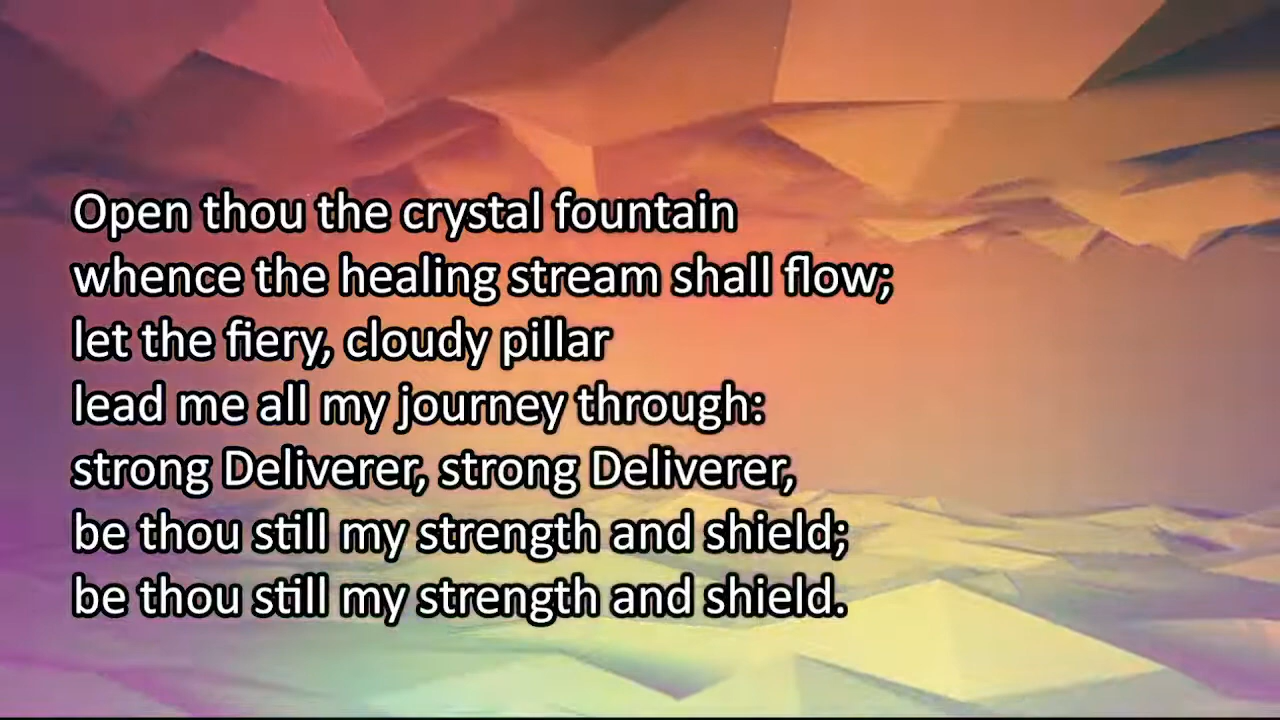 Open thou the crystal fountain
whence the healing stream shall flow;
let the fiery, cloudy pillar
lead me all my journey through:
strong Deliverer, strong Deliverer,
be thou still my strength and shield;
be thou still my strength and shield.